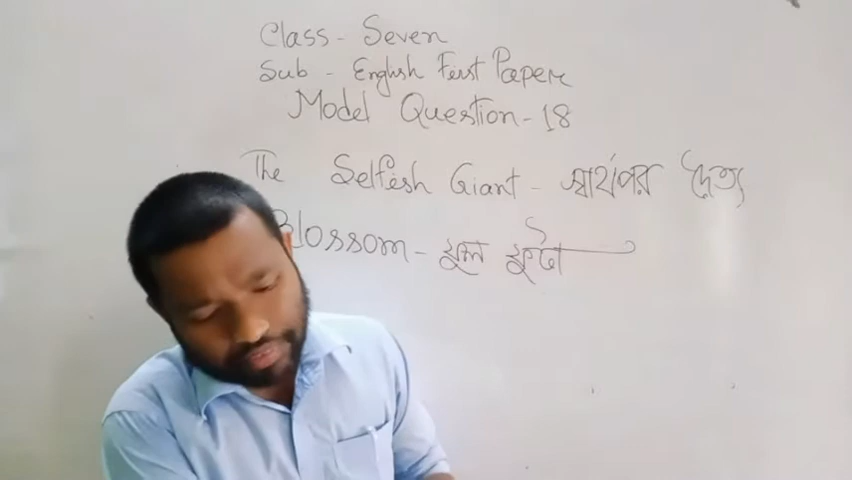 Class - Seven
Sub - English First Paper
Model Question - 18
The Selfish Giant - স্বার্থপর দৈত্য
Blossom - ফুল ফুটা